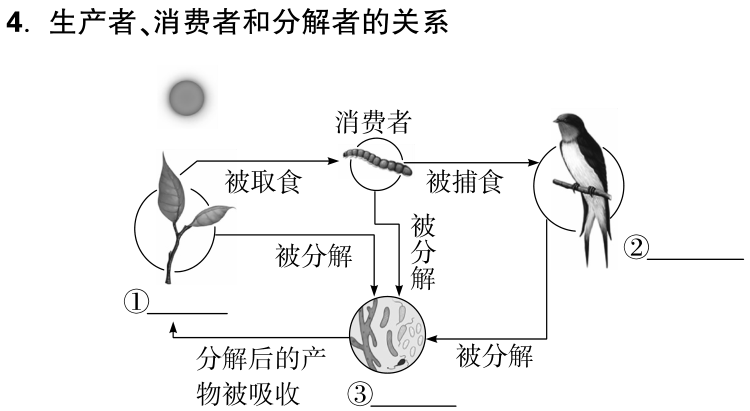 4. 生产者、消费者和分解者的关系
消费者
被取食
被捕食
被分解
被分解
②
①
被分解
分解后的产
物被吸收
③